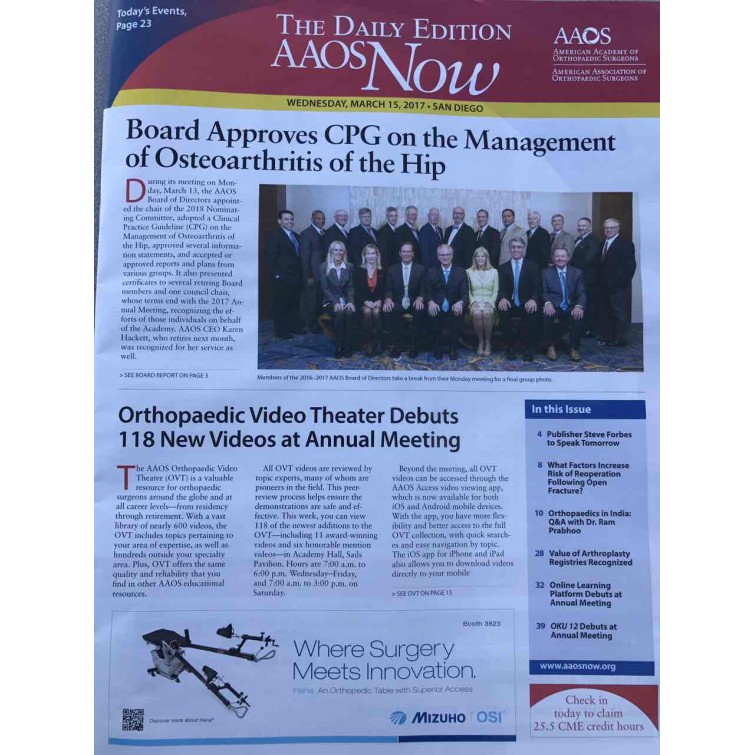 Today's Events,
Page 23
THE DAILY EDITION
AAOS NOW
AAOS
AMERICAN ACADEMY OF
ORTHOPAEDIC SURGEONS
AMERICAN ASSOCIATION OF
ORTHOPAEDIC SURGEONS
WEDNESDAY, MARCH 15, 2017 • SAN DIEGO
Board Approves CPG on the Management
of Osteoarthritis of the Hip
During its meeting on Mon-
day, March 13, the AAOS
Board of Directors appoint-
ed the chair of the 2018 Nominat-
ing Committee, adopted a Clinical
Practice Guideline (CPG) on the
Management of Osteoarthritis of
the Hip, approved several informa-
tion statements, and accepted or
approved reports and plans from
various groups. It also presented
certificates to several retiring Board
members and one council chair,
whose terms end with the 2017 An-
nual Meeting, recognizing the ef-
forts of those individuals on behalf
of the Academy. AAOS CEO Karen
Hackett, who retires next month,
was recognized for her service as
well.
> SEE BOARD REPORT ON PAGE 3
Members of the 2016–2017 AAOS Board of Directors take a break from their Monday meeting for a final group photo.
Orthopaedic Video Theater Debuts
118 New Videos at Annual Meeting
The AAOS Orthopaedic Video
Theater (OVT) is a valuable
resource for orthopaedic
surgeons around the globe and at
all career levels—from residency
through retirement. With a vast
library of nearly 600 videos, the
OVT includes topics pertaining to
your area of expertise, as well as
hundreds outside your specialty
area. Plus, OVT offers the same
quality and reliability that you
find in other AAOS educational
resources.
All OVT videos are reviewed by
topic experts, many of whom are
pioneers in the field. This peer-
review process helps ensure the
demonstrations are safe and ef-
fective. This week, you can view
118 of the newest additions to the
OVT—including 11 award-winning
videos and six honorable mention
videos—in Academy Hall, Sails
Pavilion. Hours are 7:00 a.m. to
6:00 p.m. Wednesday–Friday,
and 7:00 a.m. to 3:00 p.m. on
Saturday.
Beyond the meeting, all OVT
videos can be accessed through the
AAOS Access video viewing app,
which is now available for both
iOS and Android mobile devices.
With the app, you have more flex-
ibility and better access to the full
OVT collection, with quick search-
es and easy navigation by topic.
The iOS app for iPhone and iPad
also allows you to download videos
directly to your mobile
> SEE OVT ON PAGE 13
In this Issue
4 Publisher Steve Forbes
to Speak Tomorrow
8 What Factors Increase
Risk of Reoperation
Following Open
Fracture?
10 Orthopaedics in India:
Q&A with Dr. Ram
Prabhoo
28 Value of Arthroplasty
Registries Recognized
32 Online Learning
Platform Debuts at
Annual Meeting
39 OKU 12 Debuts at
Annual Meeting
www.aaosnow.org
Booth 3823
Where Surgery
Meets Innovation.
Hana® An Orthopedic Table with Superior Access
Discover more about Hana®
MIZUHO OSI®
Check in
today to claim
25.5 CME credit hours